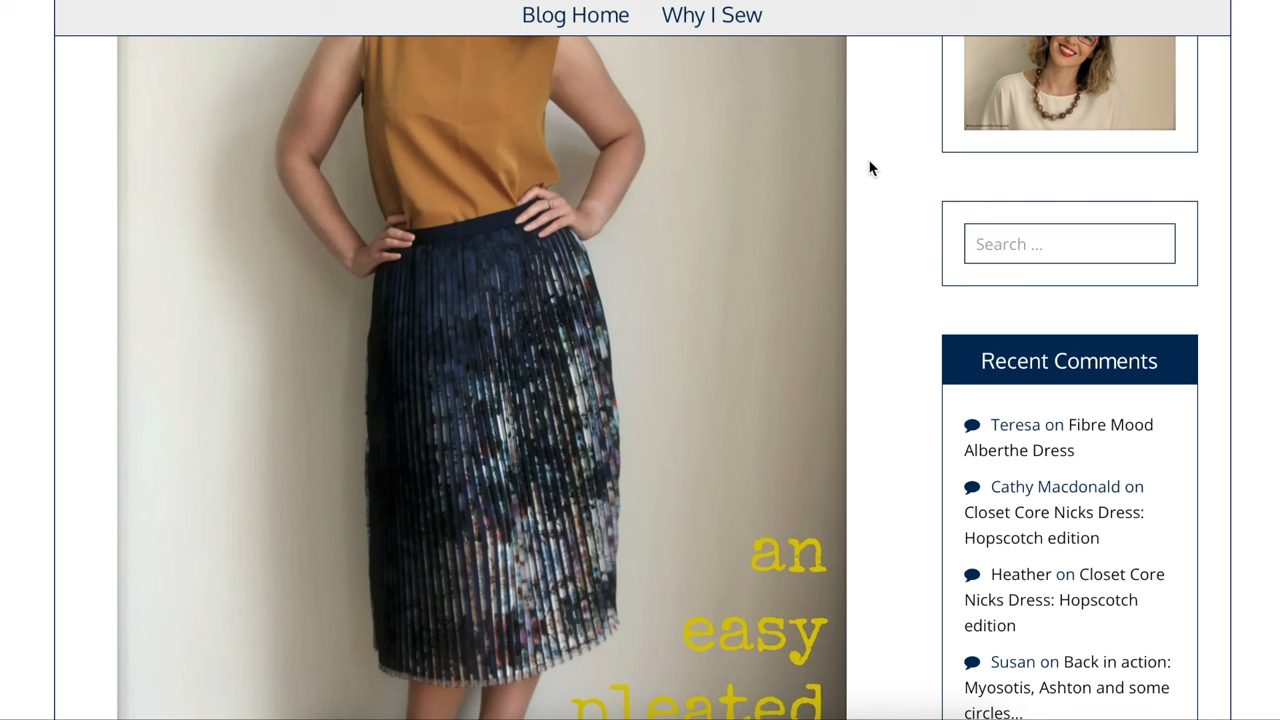 Blog Home Why I Sew
Search ...
Recent Comments
Teresa on Fibre Mood
Alberthe Dress
Cathy Macdonald on
Closet Core Nicks Dress:
Hopscotch edition
Heather on Closet Core
Nicks Dress: Hopscotch
edition
Susan on Back in action:
Myosotis, Ashton and some
circles...
an
easy
pleated